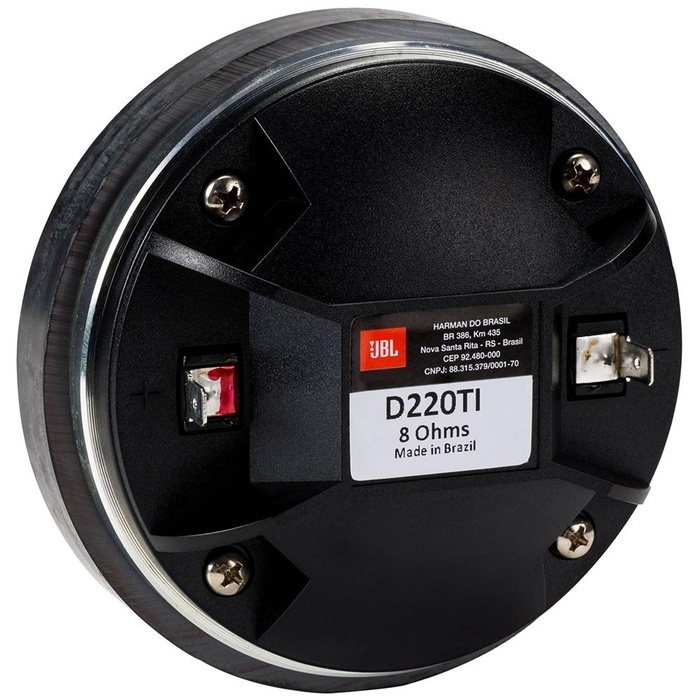 JBL
HARMAN DO BRASIL
BR 386, Km 435
Nova Santa Rita - RS - Brasil
CEP 92.480-000
CNPJ: 88.315.379/0001-70
D220TI
8 Ohms
Made in Brazil
+
-